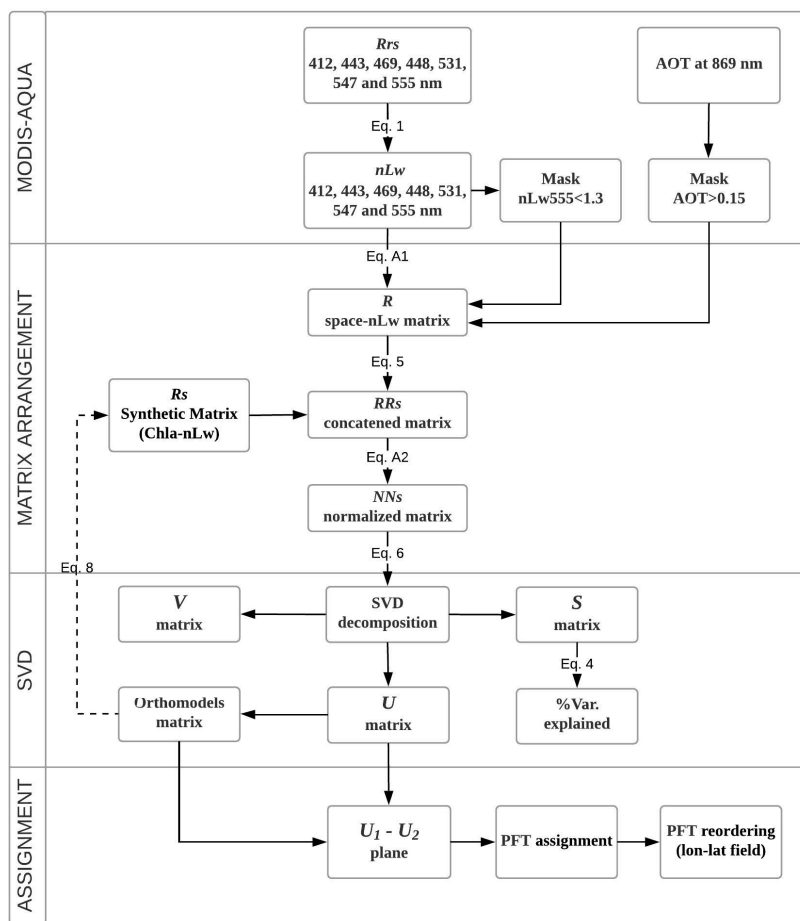 MODIS-AQUA
Rrs
412, 443, 469, 448, 531,
547 and 555 nm
AOT at 869 nm
Eq. 1
nLw
412, 443, 469, 448, 531,
547 and 555 nm
Mask
nLw555<1.3
Mask
AOT>0.15
MATRIX ARRANGEMENT
Eq. A1
R
space-nLw matrix
Eq. 5
Rs
Synthetic Matrix
(Chla-nLw)
RRs
concatened matrix
Eq. A2
NNs
normalized matrix
Eq. 6
Eq. 8
SVD
V
matrix
SVD
decomposition
S
matrix
Eq. 4
Orthomodels
matrix
U
matrix
%Var.
explained
ASSIGNMENT
U1 - U2
plane
PFT assignment
PFT reordering
(lon-lat field)